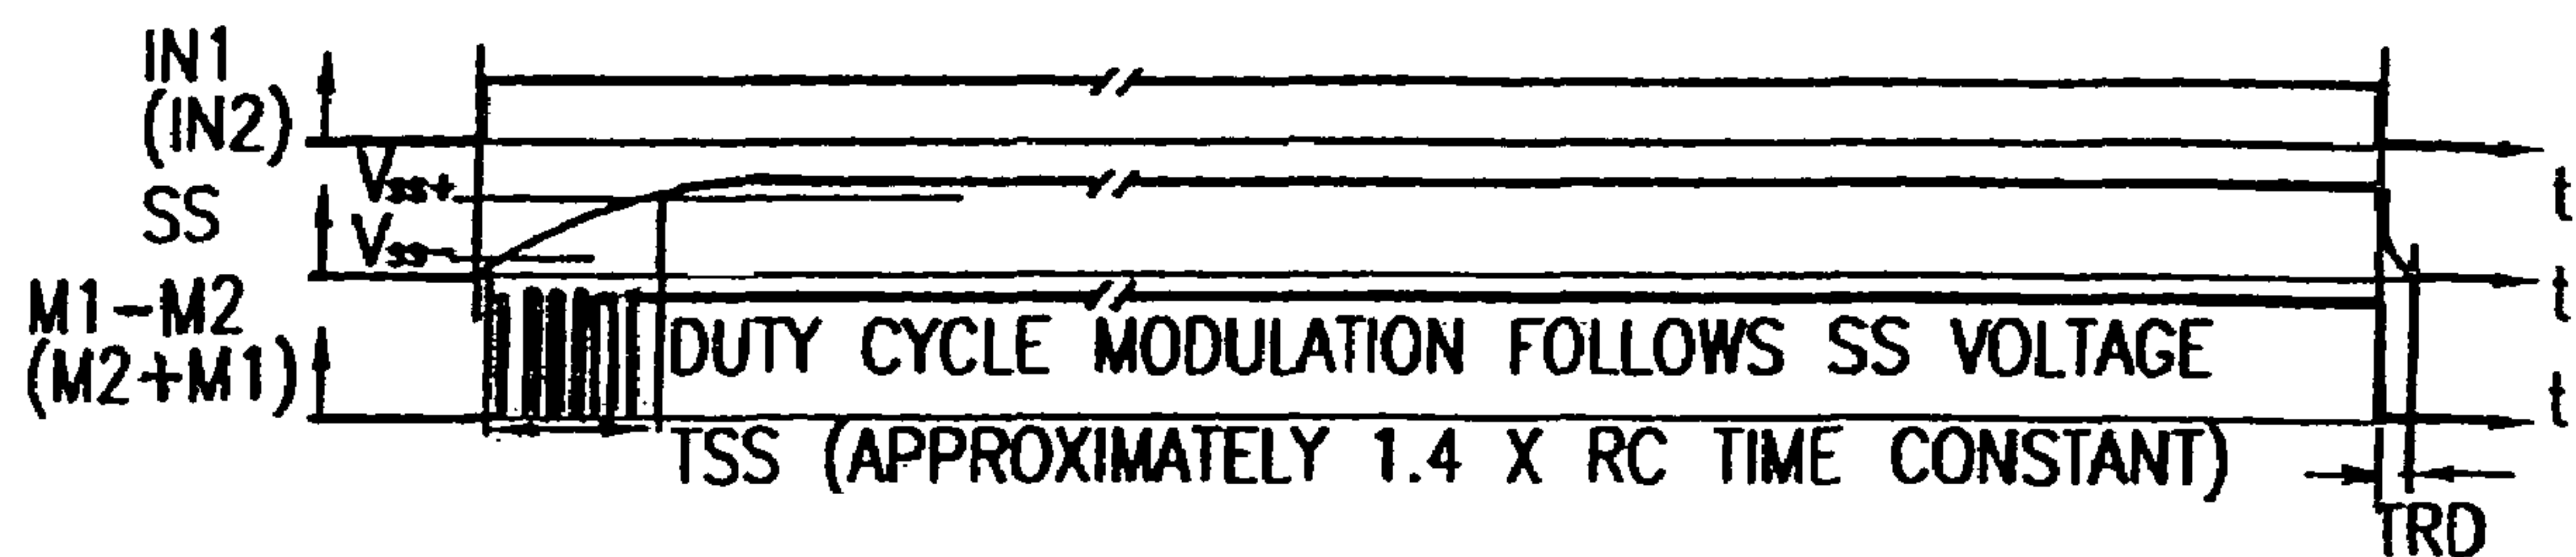 IN1
(IN2)
Vss+
SS
Vss-
t
M1-M2
(M2+M1)
t
DUTY CYCLE MODULATION FOLLOWS SS VOLTAGE
t
TSS (APPROXIMATELY 1.4 X RC TIME CONSTANT)
TRD